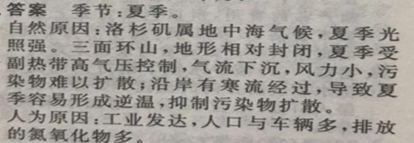 答案 季节:夏季。
自然原因:洛杉矶属地中海气候,夏季光
照强。三面环山,地形相对封闭,夏季受
副热带高气压控制,气流下沉,风力小,污
染物难以扩散;沿岸有寒流经过,导致夏
季容易形成逆温,抑制污染物扩散。
人为原因:工业发达,人口与车辆多,排放
的氮氧化物多。